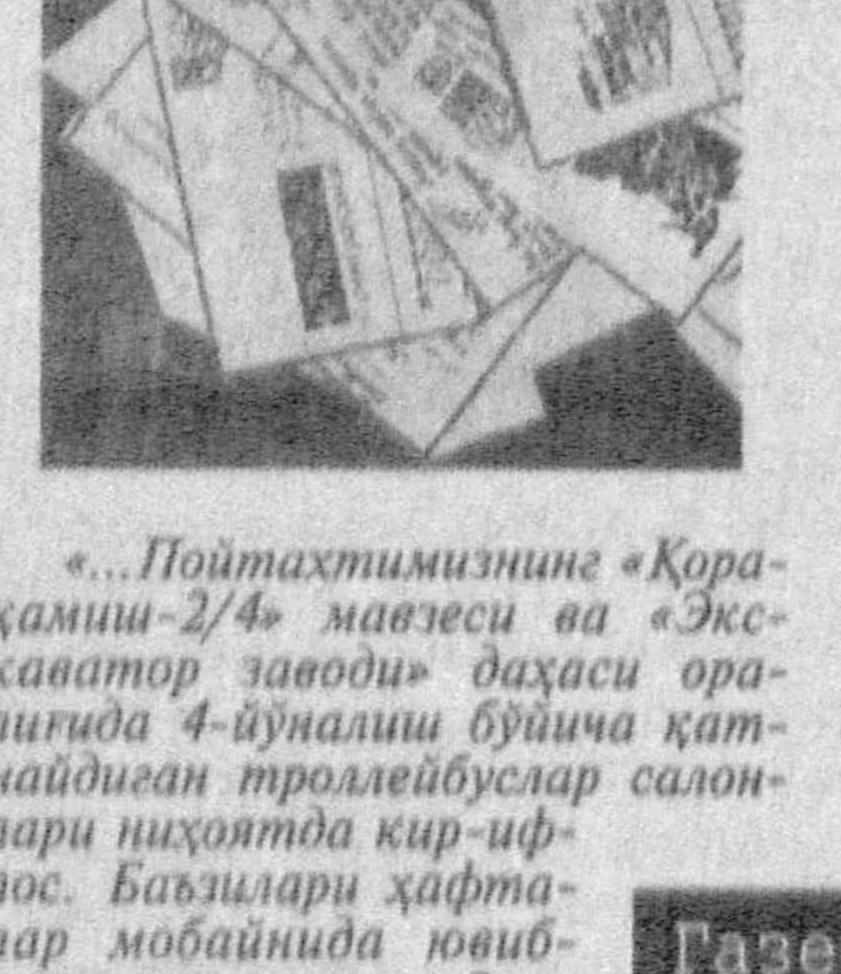 «...Пойтахтимизнинг «Қора-
қамиш-2/4» мавзеси ва «Экс-
каватор заводи» даҳаси ора-
лиғида 4-йўналиш бўйича қат-
найдиган троллейбуслар салон-
лари ниҳоятда кир-иф-
лос. Баъзилари ҳафта-
лар мобайнида ювиб-
Газе